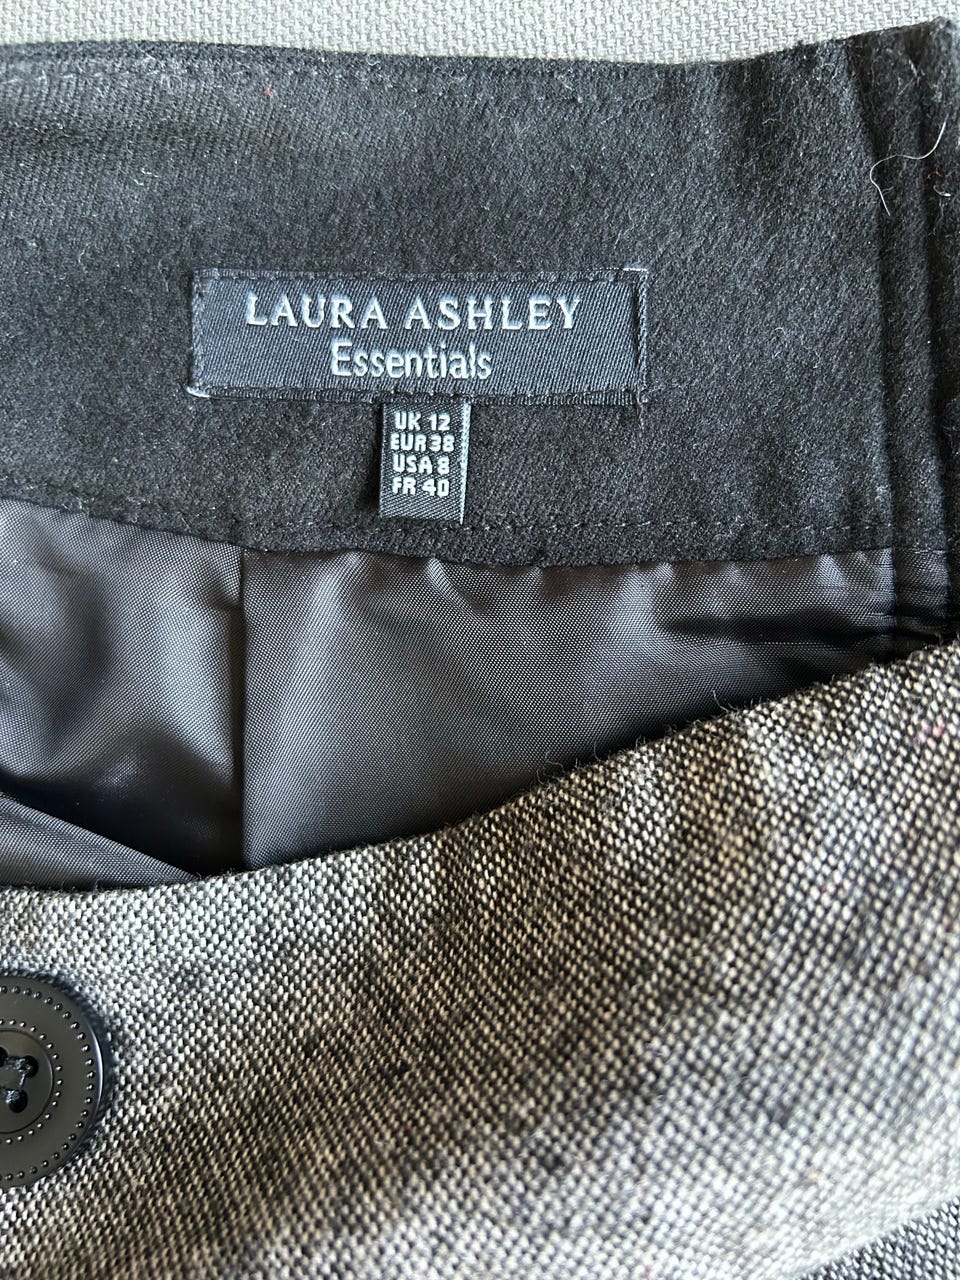 LAURA ASHLEY
Essentials
UK 12
EUR 38
USA 8
FR 40